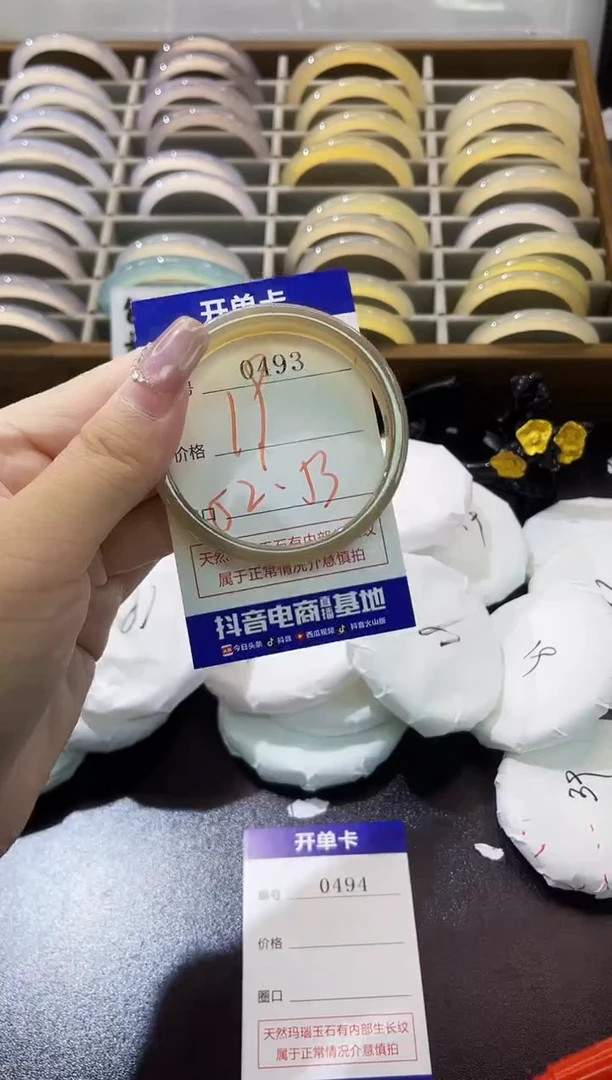 开单卡
0493
价格
52.53
天然玛瑙玉石有内部生长纹
属于正常情况介意慎拍
抖音电商直播基地
今日头条 抖音 西瓜视频 抖音火山版
39
开单卡
编号 0494
价格
圈口
天然玛瑙玉石有内部生长纹
属于正常情况介意慎拍